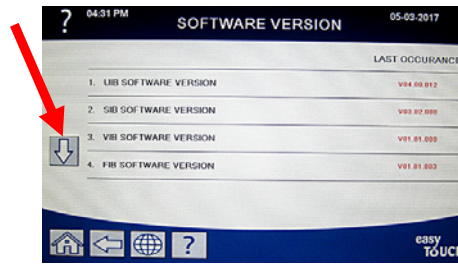 ?
04:31 PM
SOFTWARE VERSION
05-03-2017
LAST OCCURANCE
1. UIB SOFTWARE VERSION V04.00.012
2. SIB SOFTWARE VERSION V03.02.000
3. VIB SOFTWARE VERSION V01.01.000
4. FIB SOFTWARE VERSION V01.01.003
?
easy
TOUCH